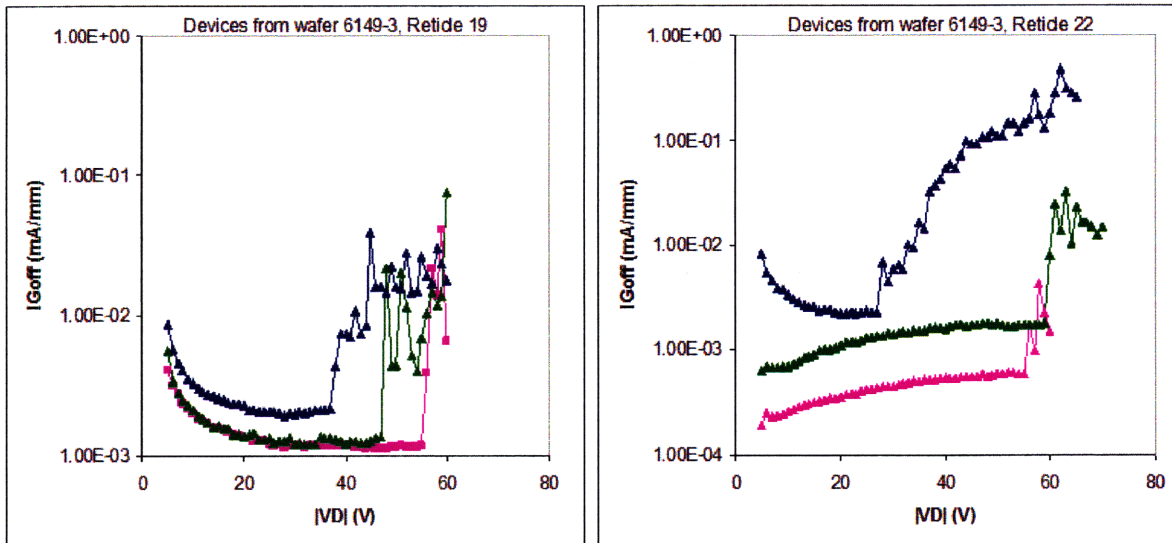 Devices from wafer 6149-3, Retide 19
1.00E+00
1.00E-01
1.00E-02
1.00E-03
|Goff (mA/mm)
0 20 40 60 80
|VD| (V)
Devices from wafer 6149-3, Retide 22
1.00E+00
1.00E-01
1.00E-02
1.00E-03
1.00E-04
|Goff (mA/mm)
0 20 40 60 80
|VD| (V)